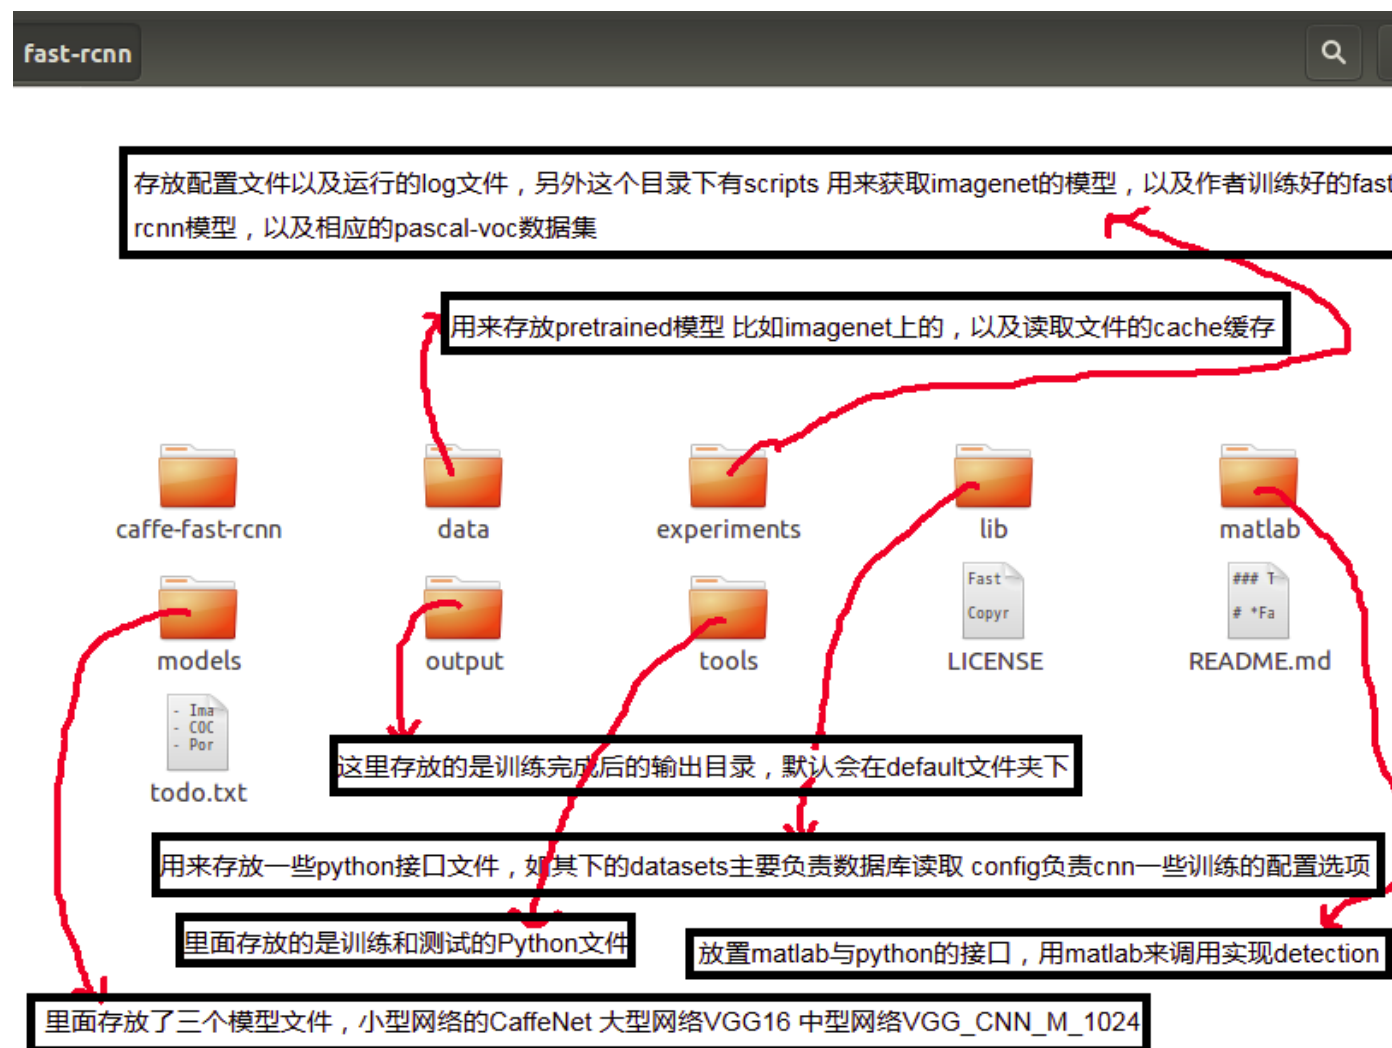 fast-rcnn
存放配置文件以及运行的log文件，另外这个目录下有scripts 用来获取imagenet的模型，以及作者训练好的fast
rcnn模型，以及相应的pascal-voc数据集
用来存放pretrained模型 比如imagenet上的，以及读取文件的cache缓存
caffe-fast-rcnn
data
experiments
lib
matlab
Fast
Copyr
### T
# *Fa
models
output
tools
LICENSE
README.md
- Ima
- COC
- Por
todo.txt
这里存放的是训练完成后的输出目录，默认会在default文件夹下
用来存放一些python接口文件，如其下的datasets主要负责数据库读取 config负责cnn一些训练的配置选项
里面存放的是训练和测试的Python文件
放置matlab与python的接口，用matlab来调用实现detection
里面存放了三个模型文件，小型网络的CaffeNet 大型网络VGG16 中型网络VGG_CNN_M_1024